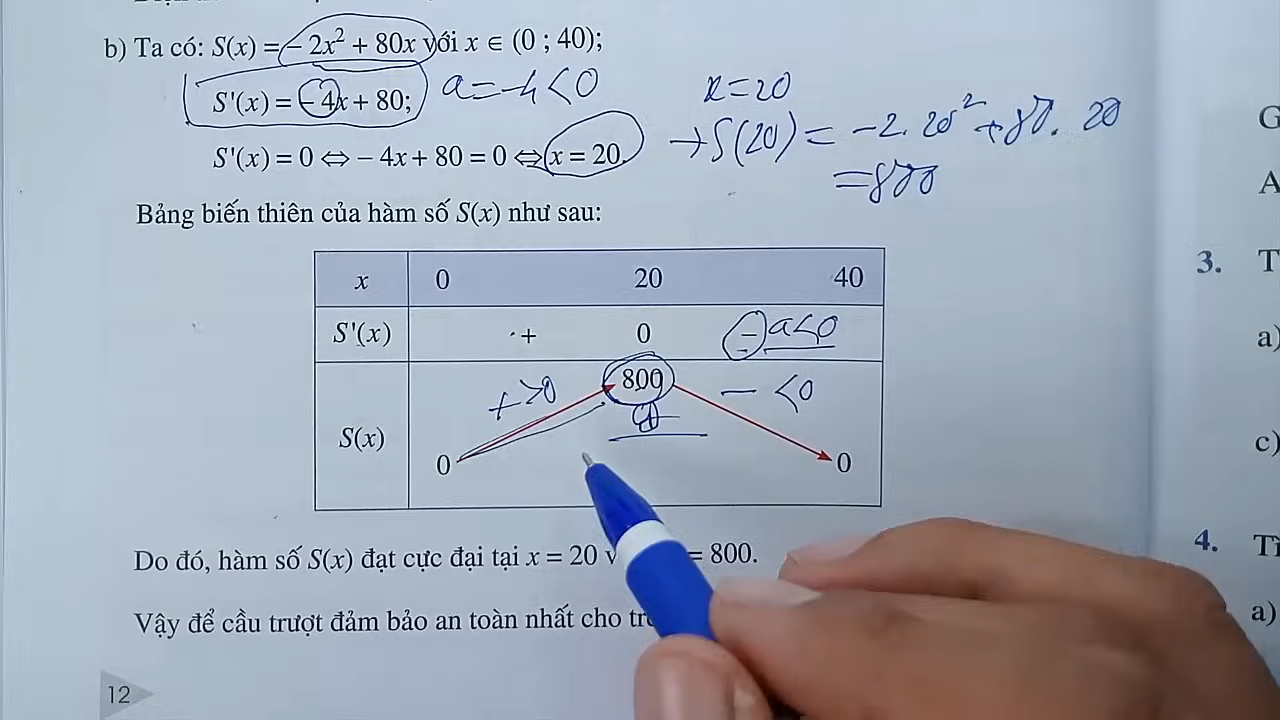 b) Ta có: S(x) = – 2x² + 80x với x ∈ (0 ; 40);
S'(x) = – 4x + 80; a = -4 < 0
x = 20
S'(x) = 0 ⇔ – 4x + 80 = 0 ⇔ x = 20.
→ S(20) = -2. 20² + 80. 20
= 800
Bảng biến thiên của hàm số S(x) như sau:
x 0 20 40
S'(x) + 0 – a<0
S(x) 0 + >0 800 - <0 0
CĐ
Do đó, hàm số S(x) đạt cực đại tại x = 20 = 800.
Vậy để cầu trượt đảm bảo an toàn nhất cho
12
G
A
3. T
a)
c)
4.
a)